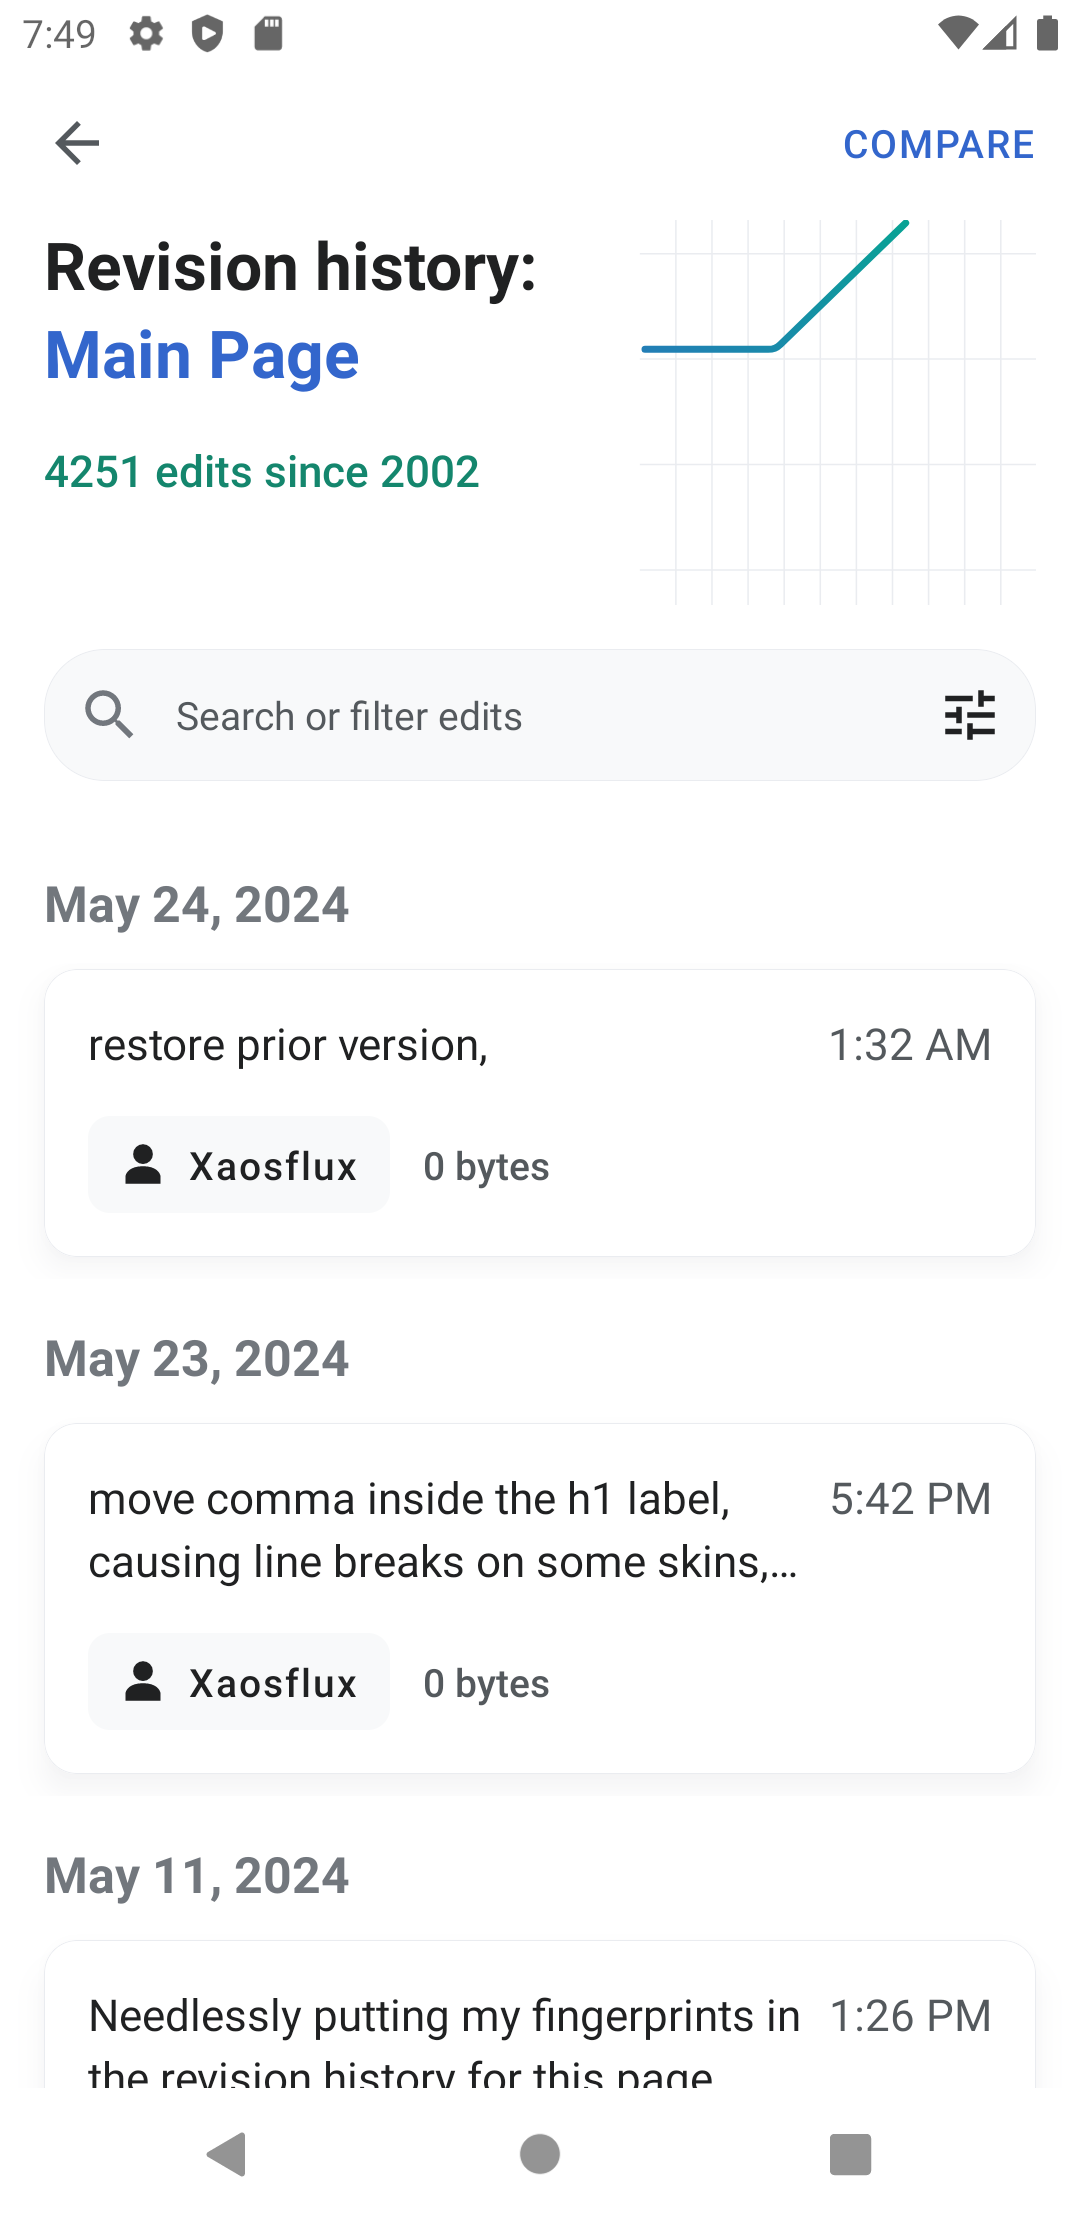 7:49
COMPARE
Revision history:
Main Page
4251 edits since 2002
Search or filter edits
May 24, 2024
restore prior version,
1:32 AM
Xaosflux
0 bytes
May 23, 2024
move comma inside the h1 label,
5:42 PM
causing line breaks on some skins,...
Xaosflux
0 bytes
May 11, 2024
Needlessly putting my fingerprints in
1:26 PM
the revision history for this page